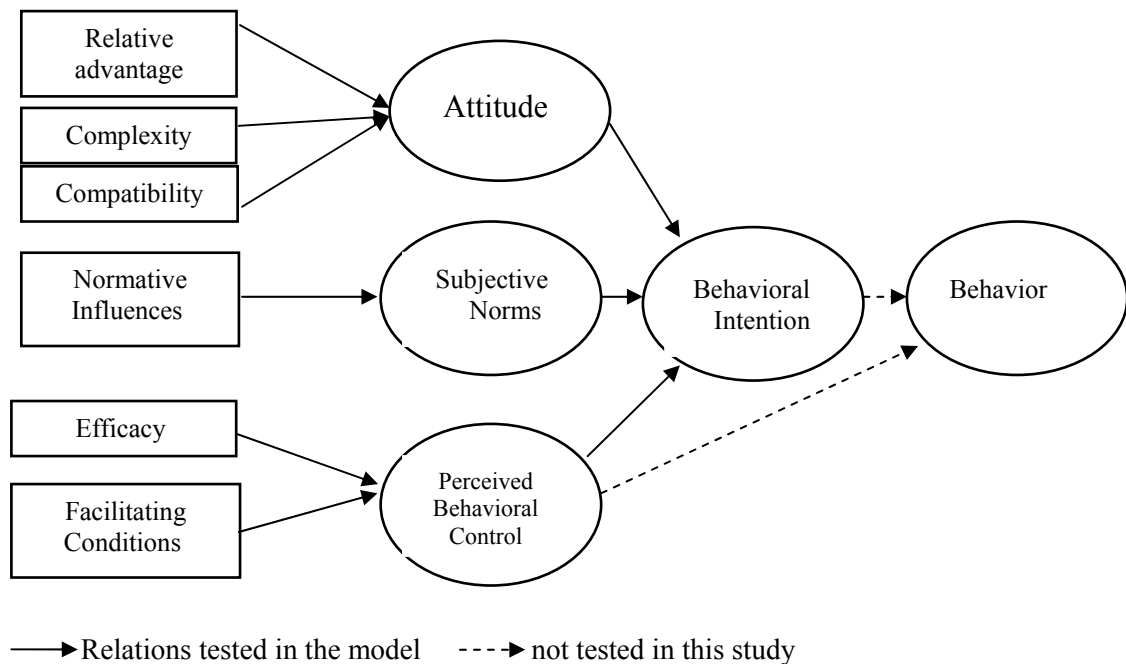 Relative
advantage
Complexity
Compatibility
Attitude
Normative
Influences
Subjective
Norms
Behavioral
Intention
Behavior
Efficacy
Facilitating
Conditions
Perceived
Behavioral
Control
Relations tested in the model
not tested in this study